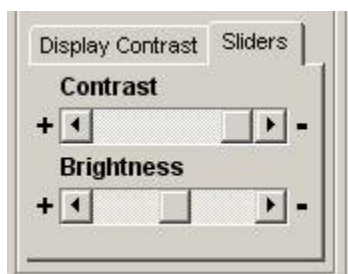 Display Contrast Sliders
Contrast
+ -
Brightness
+ -